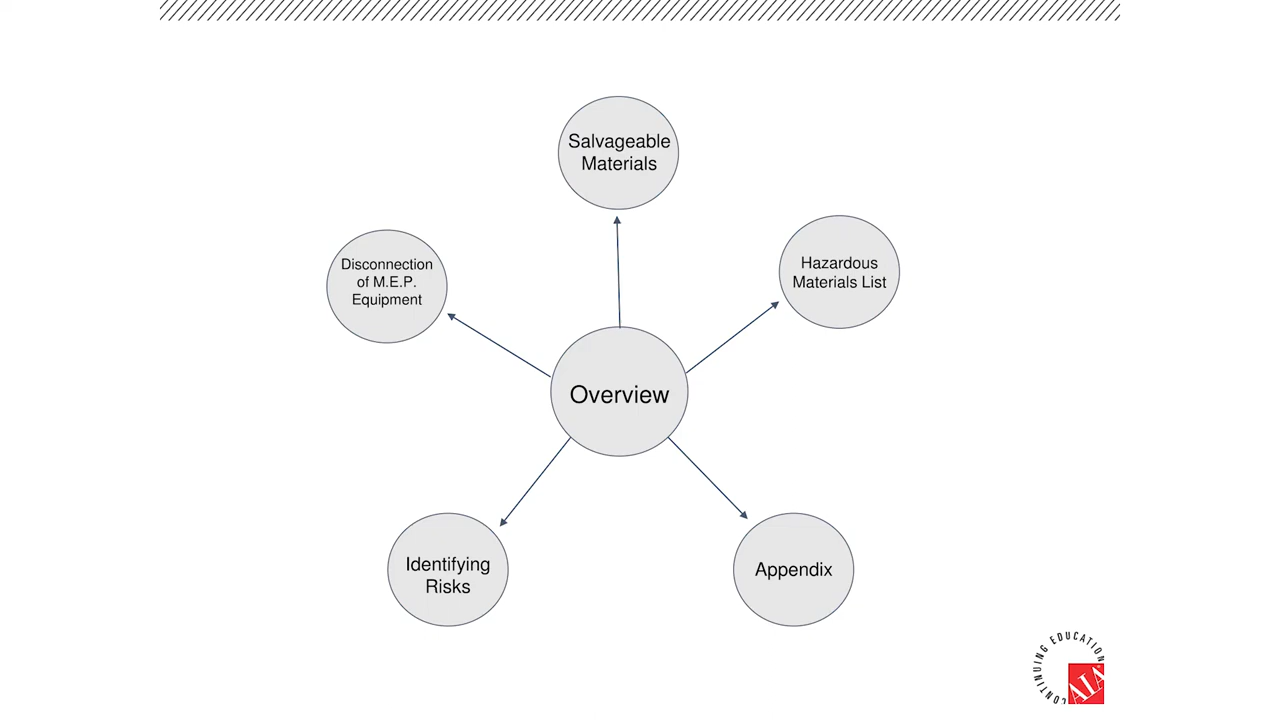 Salvageable
Materials
Hazardous
Materials List
Disconnection
of M.E.P.
Equipment
Overview
Identifying
Risks
Appendix
CONTINUING EDUCATION
AIA